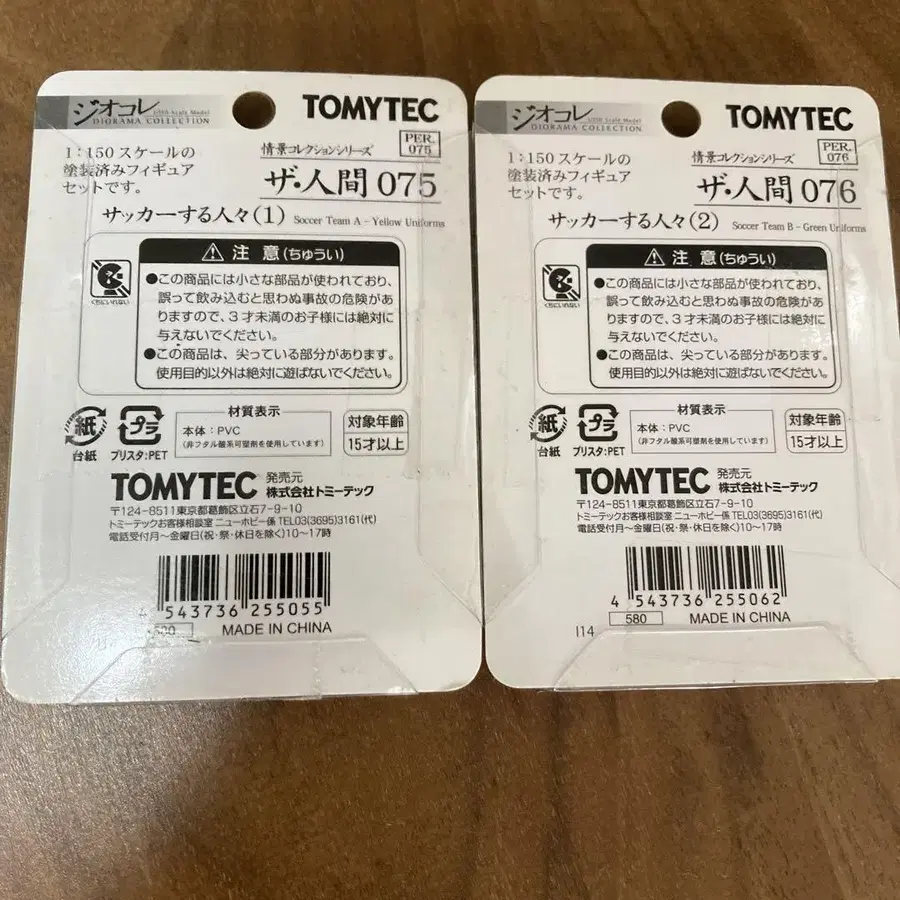 ジオコレ
1/150 Scale Model
DIORAMA COLLECTION
TOMYTEC
PER.
075
1:150スケールの
塗装済みフィギュア
セットです。
情景コレクションシリーズ
ザ・人間 075
サッカーする人々(1) Soccer Team A - Yellow Uniforms
⚠ 注 意(ちゅうい)
くちにいれない
●この商品には小さな部品が使われており、
誤って飲み込むと思わぬ事故の危険があ
りますので、3才未満のお子様には絶対に
与えないでください。
●この商品は、尖っている部分があります。
使用目的以外は絶対に遊ばないでください。
紙
台紙
プラ
ブリスタ:PET
材質表示
本体:PVC
(非フタル酸系可塑剤を使用しています)
対象年齢
15才以上
TOMYTEC 発売元
株式会社トミーテック
〒124-8511東京都葛飾区立石7-9-10
トミーテックお客様相談室 ニューホビー係 TEL03(3695)3161(代)
電話受付月〜金曜日(祝・祭・休日を除く)10〜17時
4 543736 255055
MADE IN CHINA
ジオコレ
1/150 Scale Model
DIORAMA COLLECTION
TOMYTEC
PER.
076
1:150スケールの
塗装済みフィギュア
セットです。
情景コレクションシリーズ
ザ・人間 076
サッカーする人々(2) Soccer Team B - Green Uniforms
⚠ 注 意(ちゅうい)
くちにいれない
●この商品には小さな部品が使われており、
誤って飲み込むと思わぬ事故の危険があ
りますので、3才未満のお子様には絶対に
与えないでください。
●この商品は、尖っている部分があります。
使用目的以外は絶対に遊ばないでください。
紙
台紙
プラ
ブリスタ:PET
材質表示
本体:PVC
(非フタル酸系可塑剤を使用しています)
対象年齢
15才以上
TOMYTEC 発売元
株式会社トミーテック
〒124-8511東京都葛飾区立石7-9-10
トミーテックお客様相談室 ニューホビー係 TEL03(3695)3161(代)
電話受付月〜金曜日(祝・祭・休日を除く)10〜17時
4 543736 255062
I14
580
MADE IN CHINA